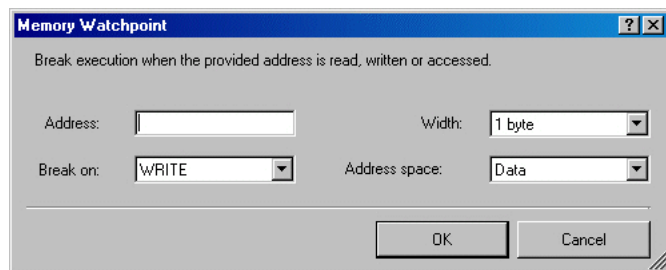 Memory Watchpoint
Break execution when the provided address is read, written or accessed.
Address: Width: 1 byte
Break on: WRITE Address space: Data
OK Cancel